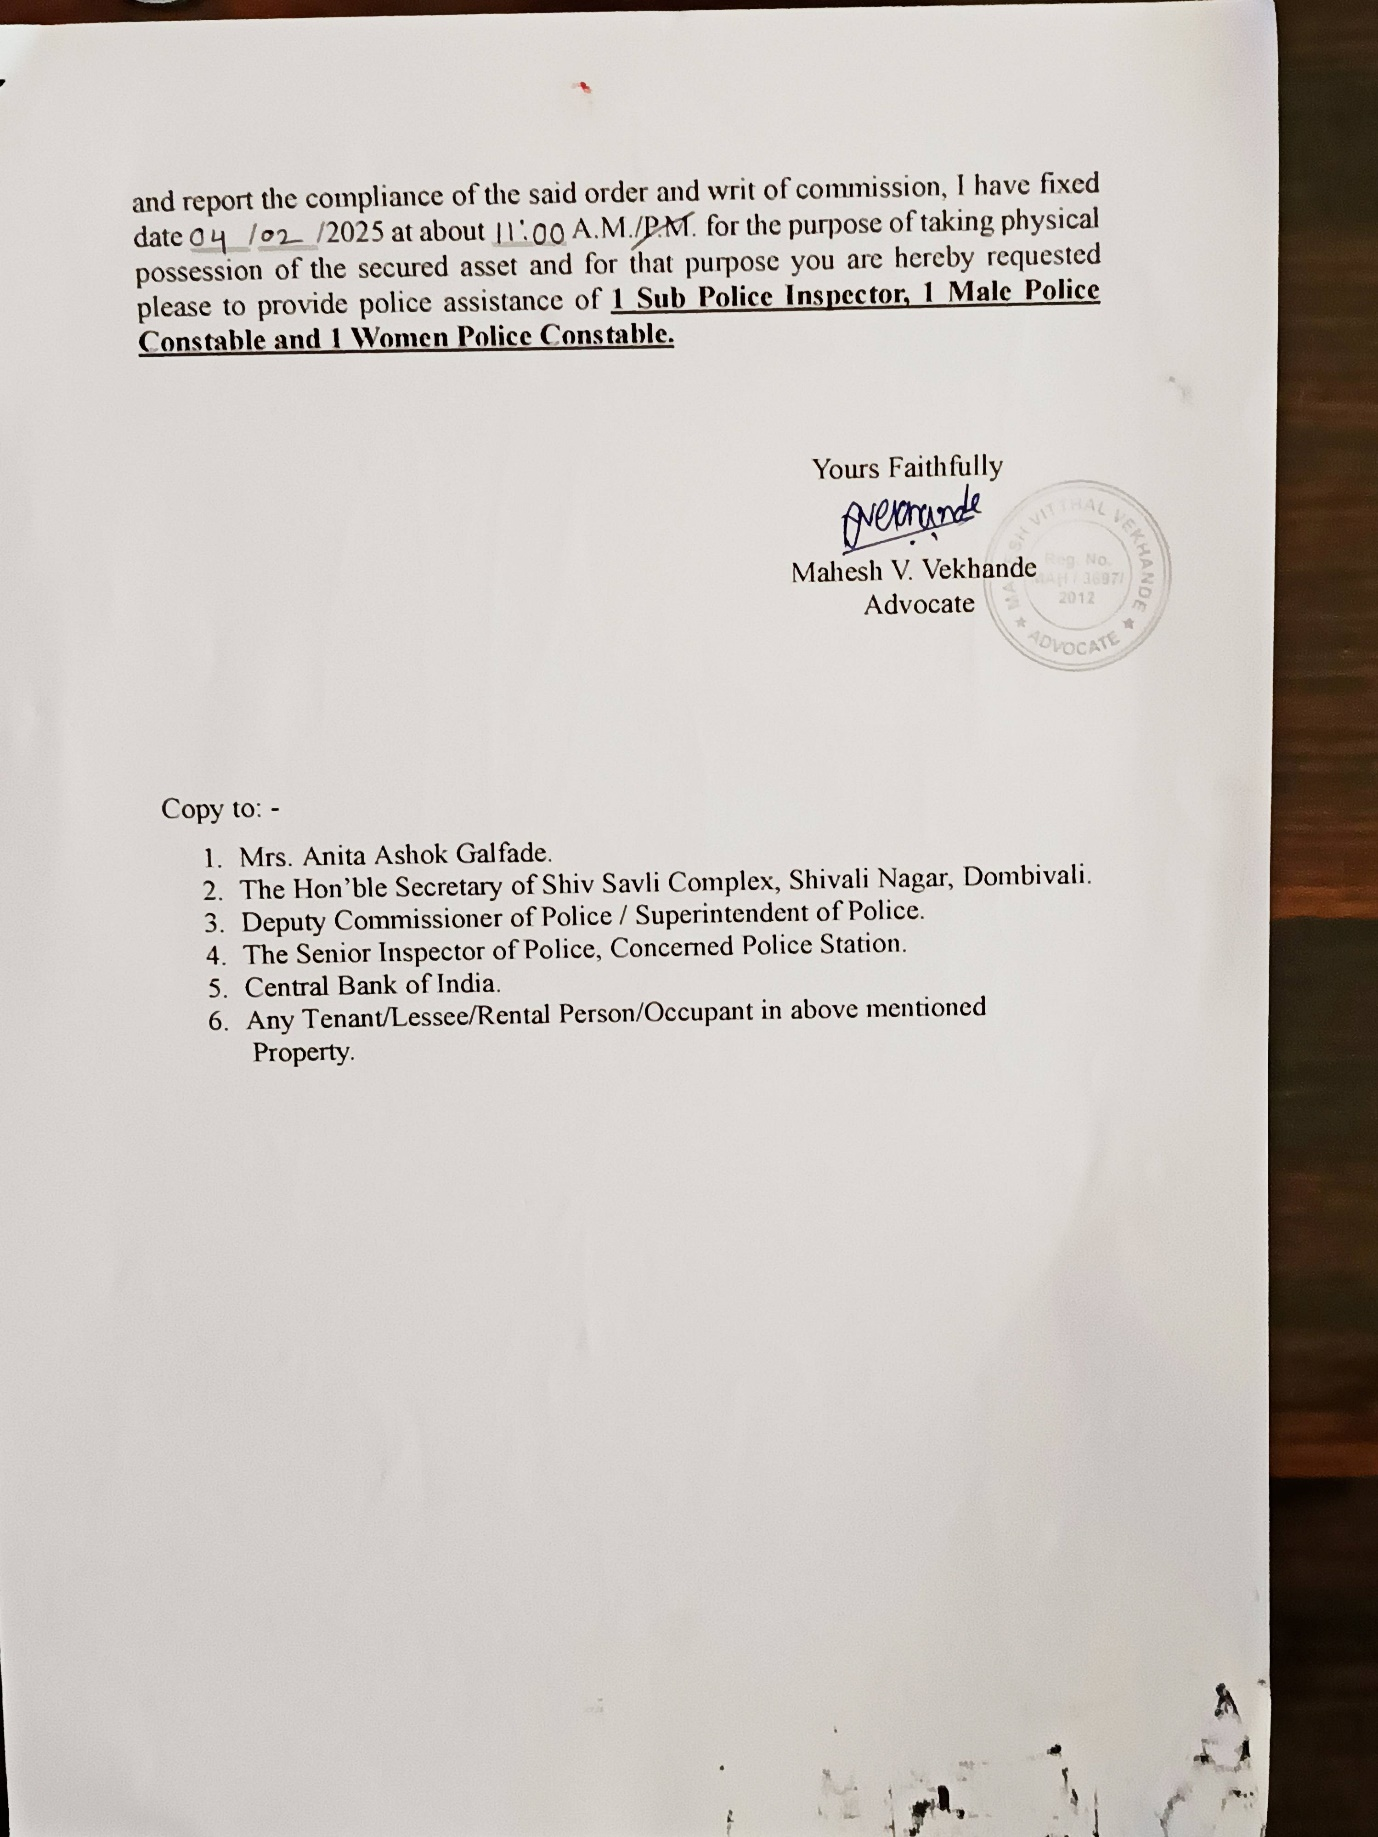 and report the compliance of the said order and writ of commission, I have fixed
date 04 /02 /2025 at about 11:00 A.M./P.M. for the purpose of taking physical
possession of the secured asset and for that purpose you are hereby requested
please to provide police assistance of 1 Sub Police Inspector, 1 Male Police
Constable and 1 Women Police Constable.
Yours Faithfully
Mahesh V. Vekhande
Advocate
VITTHAL VEKHANDE
Reg. No.
2012
★ ADVOCATE ★
Copy to: -
1. Mrs. Anita Ashok Galfade.
2. The Hon'ble Secretary of Shiv Savli Complex, Shivali Nagar, Dombivali.
3. Deputy Commissioner of Police / Superintendent of Police.
4. The Senior Inspector of Police, Concerned Police Station.
5. Central Bank of India.
6. Any Tenant/Lessee/Rental Person/Occupant in above mentioned
Property.